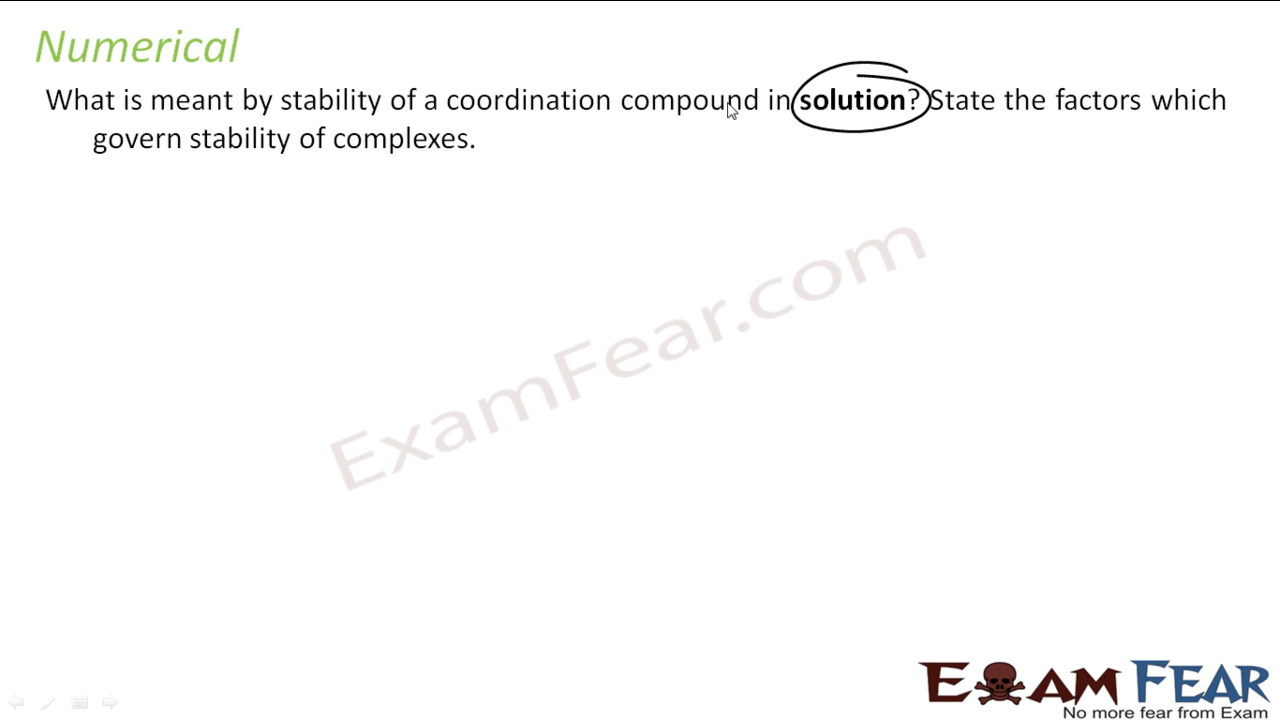 Numerical
What is meant by stability of a coordination compound in solution? State the factors which
govern stability of complexes.
ExamFear.com
EXAM FEAR
No more fear from Exam